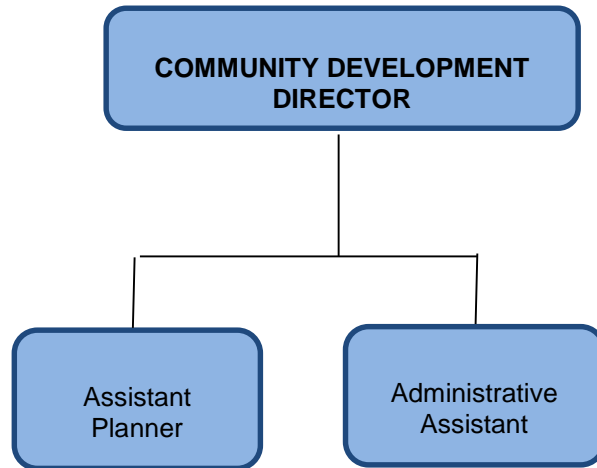 COMMUNITY DEVELOPMENT
DIRECTOR
Assistant
Planner
Administrative
Assistant